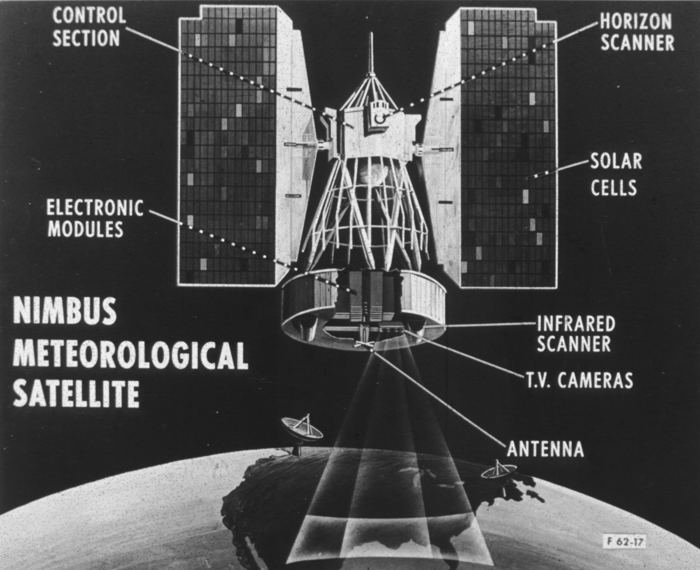 CONTROL
SECTION
HORIZON
SCANNER
SOLAR
CELLS
ELECTRONIC
MODULES
NIMBUS
METEOROLOGICAL
SATELLITE
INFRARED
SCANNER
T.V. CAMERAS
ANTENNA
F 62-17